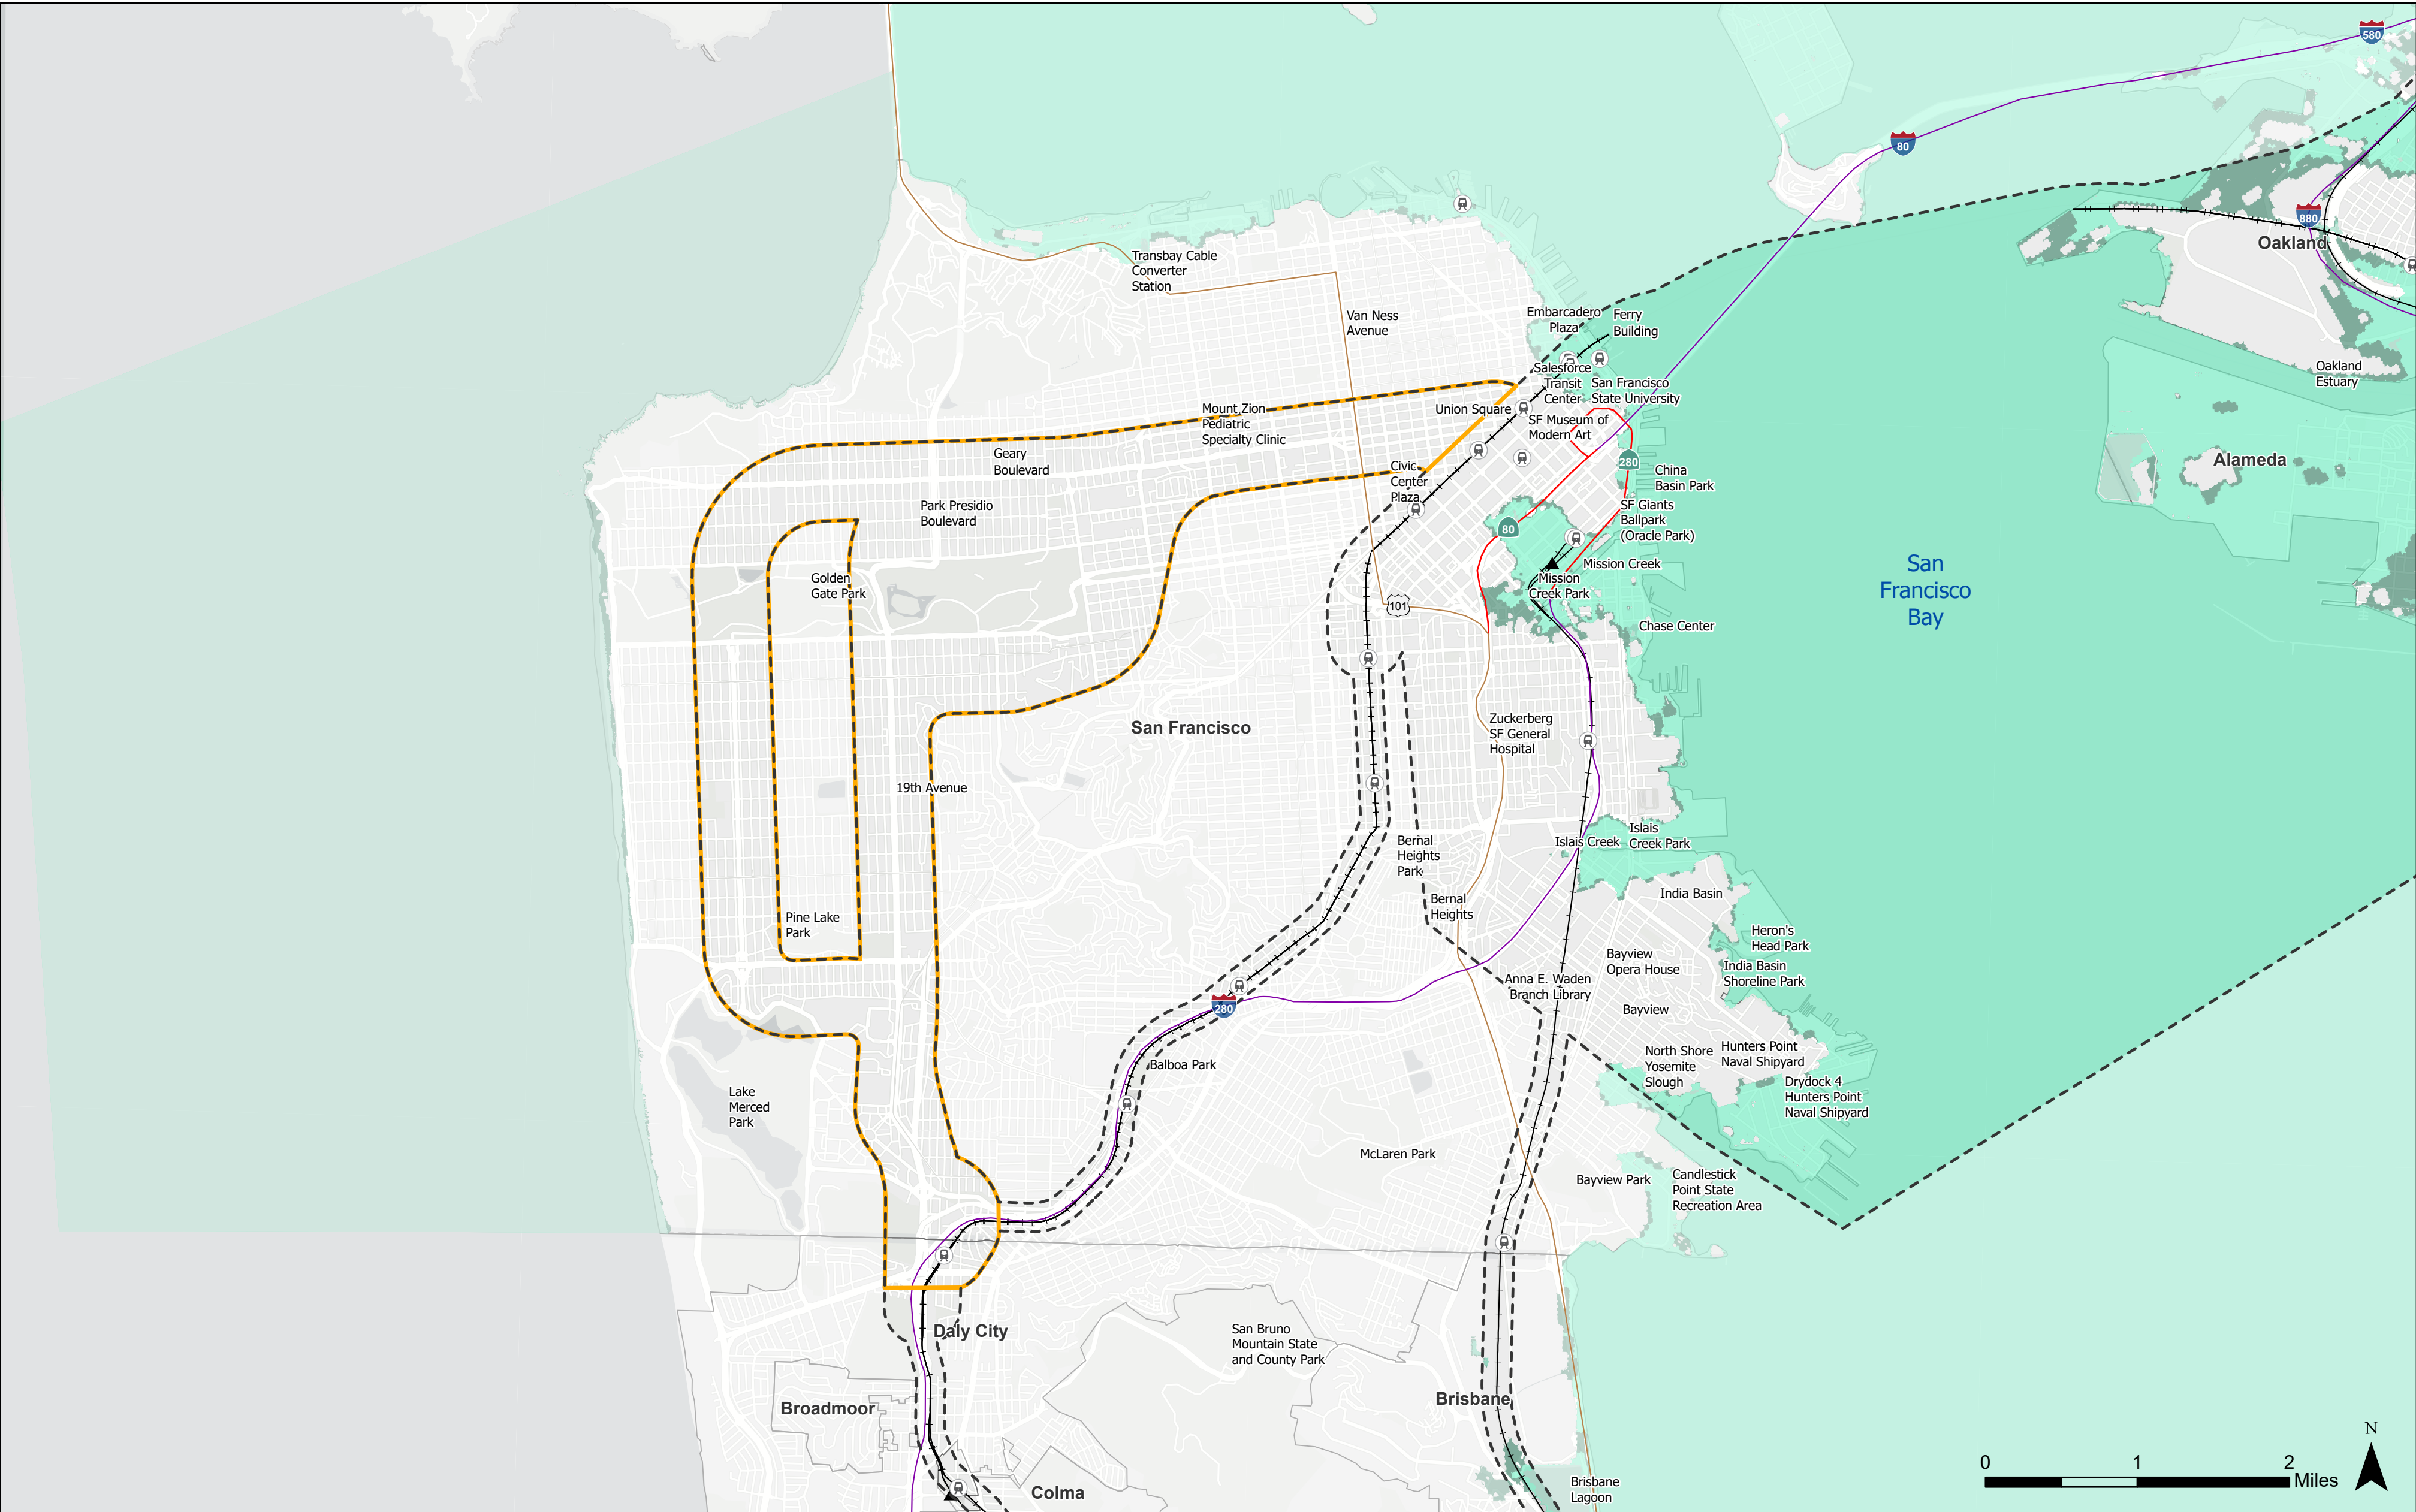 580
80
880
Oakland
Transbay Cable
Converter
Station
Van Ness
Avenue
Embarcadero
Plaza
Ferry
Building
Oakland
Estuary
Salesforce
Transit
Center
San Francisco
State University
Mount Zion
Pediatric
Specialty Clinic
Union Square
SF Museum of
Modern Art
Geary
Boulevard
Civic
Center
Plaza
280
China
Basin Park
Alameda
Park Presidio
Boulevard
SF Giants
Ballpark
(Oracle Park)
80
San
Francisco
Bay
Mission Creek
Golden
Gate Park
Mission
Creek Park
101
Chase Center
San Francisco
Zuckerberg
SF General
Hospital
19th Avenue
Bernal
Heights
Park
Islais Creek
Islais
Creek Park
India Basin
Bernal
Heights
Pine Lake
Park
Heron's
Head Park
Bayview
Opera House
India Basin
Shoreline Park
Anna E. Waden
Branch Library
280
Bayview
Balboa Park
North Shore
Yosemite
Slough
Hunters Point
Naval Shipyard
Drydock 4
Hunters Point
Naval Shipyard
Lake
Merced
Park
McLaren Park
Bayview Park
Candlestick
Point State
Recreation Area
Daly City
San Bruno
Mountain State
and County Park
Broadmoor
Brisbane
Colma
Brisbane
Lagoon
N
0 1 2
Miles